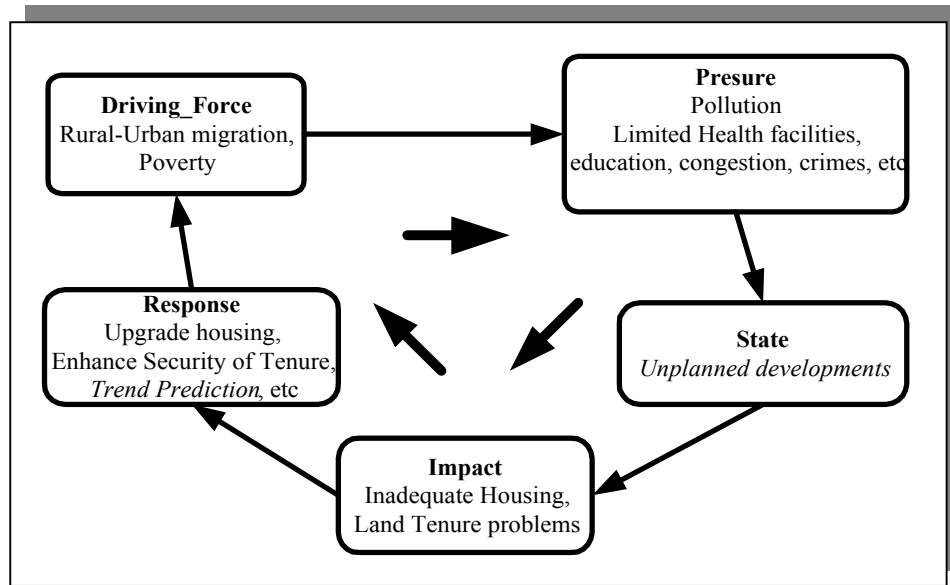 Driving_Force
Rural-Urban migration,
Poverty
Presure
Pollution
Limited Health facilities,
education, congestion, crimes, etc
State
Unplanned developments
Impact
Inadequate Housing,
Land Tenure problems
Response
Upgrade housing,
Enhance Security of Tenure,
Trend Prediction, etc